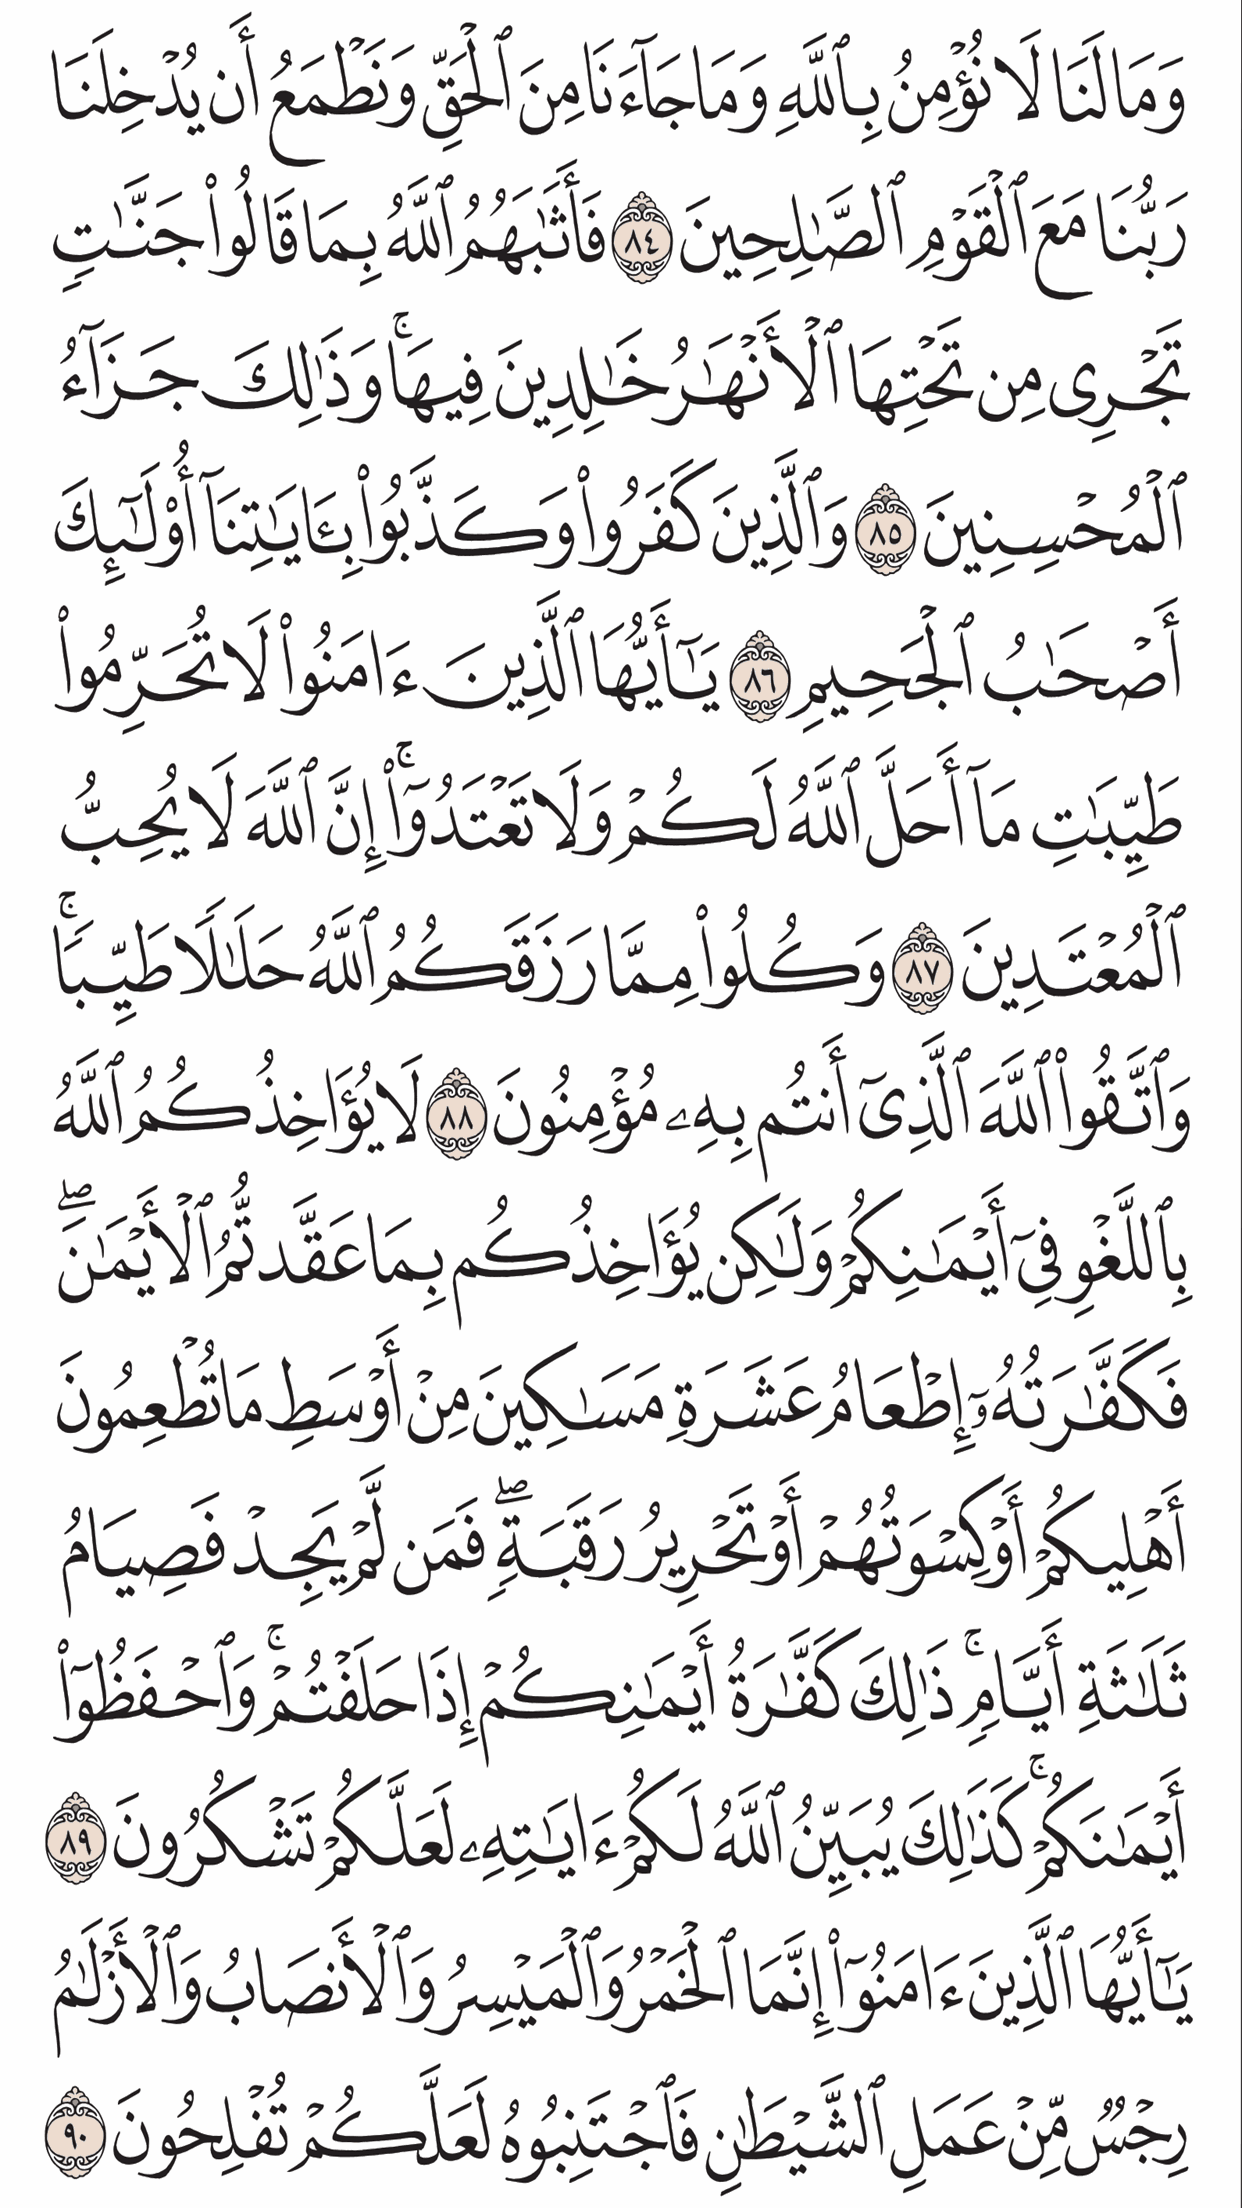 وَمَا لَنَا لَا نُؤْمِنُ بِٱللَّهِ وَمَا جَآءَنَا مِنَ ٱلْحَقِّ وَنَطْمَعُ أَن يُدْخِلَنَا
رَبُّنَا مَعَ ٱلْقَوْمِ ٱلصَّـٰلِحِينَ ٨٤ فَأَثَـٰبَهُمُ ٱللَّهُ بِمَا قَالُوا۟ جَنَّـٰتٍ
تَجْرِى مِن تَحْتِهَا ٱلْأَنْهَـٰرُ خَـٰلِدِينَ فِيهَا ۚ وَذَٰلِكَ جَزَآءُ
ٱلْمُحْسِنِينَ ٨٥ وَٱلَّذِينَ كَفَرُوا۟ وَكَذَّبُوا۟ بِـَٔايَـٰتِنَآ أُو۟لَـٰٓئِكَ
أَصْحَـٰبُ ٱلْجَحِيمِ ٨٦ يَـٰٓأَيُّهَا ٱلَّذِينَ ءَامَنُوا۟ لَا تُحَرِّمُوا۟
طَيِّبَـٰتِ مَآ أَحَلَّ ٱللَّهُ لَكُمْ وَلَا تَعْتَدُوٓا۟ ۚ إِنَّ ٱللَّهَ لَا يُحِبُّ
ٱلْمُعْتَدِينَ ٨٧ وَكُلُوا۟ مِمَّا رَزَقَكُمُ ٱللَّهُ حَلَـٰلًا طَيِّبًا ۚ
وَٱتَّقُوا۟ ٱللَّهَ ٱلَّذِىٓ أَنتُم بِهِۦ مُؤْمِنُونَ ٨٨ لَا يُؤَاخِذُكُمُ ٱللَّهُ
بِٱللَّغْوِ فِىٓ أَيْمَـٰنِكُمْ وَلَـٰكِن يُؤَاخِذُكُم بِمَا عَقَّدتُّمُ ٱلْأَيْمَـٰنَ ۖ
فَكَفَّـٰرَتُهُۥٓ إِطْعَامُ عَشَرَةِ مَسَـٰكِينَ مِنْ أَوْسَطِ مَا تُطْعِمُونَ
أَهْلِيكُمْ أَوْ كِسْوَتُهُمْ أَوْ تَحْرِيرُ رَقَبَةٍ ۖ فَمَن لَّمْ يَجِدْ فَصِيَامُ
ثَلَـٰثَةِ أَيَّامٍ ۚ ذَٰلِكَ كَفَّـٰرَةُ أَيْمَـٰنِكُمْ إِذَا حَلَفْتُمْ ۚ وَٱحْفَظُوٓا۟
أَيْمَـٰنَكُمْ ۚ كَذَٰلِكَ يُبَيِّنُ ٱللَّهُ لَكُمْ ءَايَـٰتِهِۦ لَعَلَّكُمْ تَشْكُرُونَ ٨٩
يَـٰٓأَيُّهَا ٱلَّذِينَ ءَامَنُوٓا۟ إِنَّمَا ٱلْخَمْرُ وَٱلْمَيْسِرُ وَٱلْأَنصَابُ وَٱلْأَزْلَـٰمُ
رِجْسٌ مِّنْ عَمَلِ ٱلشَّيْطَـٰنِ فَٱجْتَنِبُوهُ لَعَلَّكُمْ تُفْلِحُونَ ٩٠